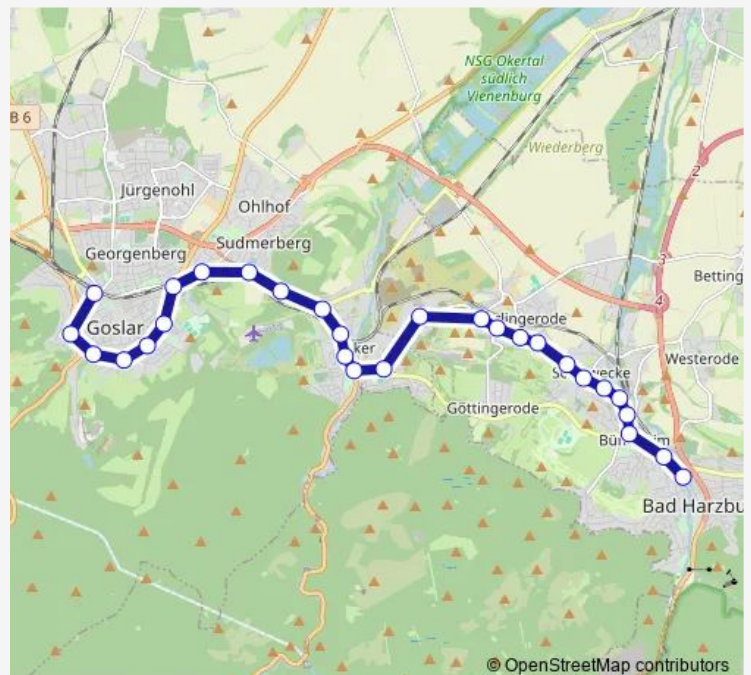 NSG Okertal
südlich
Vienenburg
B 6
Wiederberg
2
Jürgenohl
Ohlhof
Sudmerberg
Georgenberg
3
Betting
4
Goslar
ker
lingerode
Westerode
Göttingerode
Bad Harzbu
© OpenStreetMap contributors